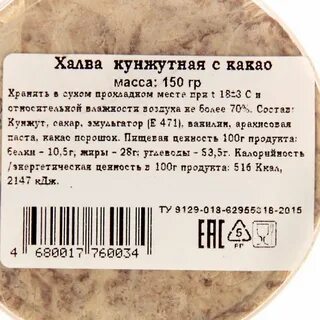 Халва кунжутная с какао
масса: 150 гр
Хранить в сухом прохладном месте при t 18±3 С и
относительной влажности воздуха не более 70%. Состав:
Кунжут, сахар, эмульгатор (Е 471), ванилин, арахисовая
паста, какао порошок. Пищевая ценность 100г продукта:
белки - 10,5г; жиры - 28г; углеводы - 53,5г. Калорийность
/энергетическая ценность в 100г продукта: 516 Ккал,
2147 кДж.
ТУ 9129-018-62955318-2015
EAC 5 PP
4 680017 760034